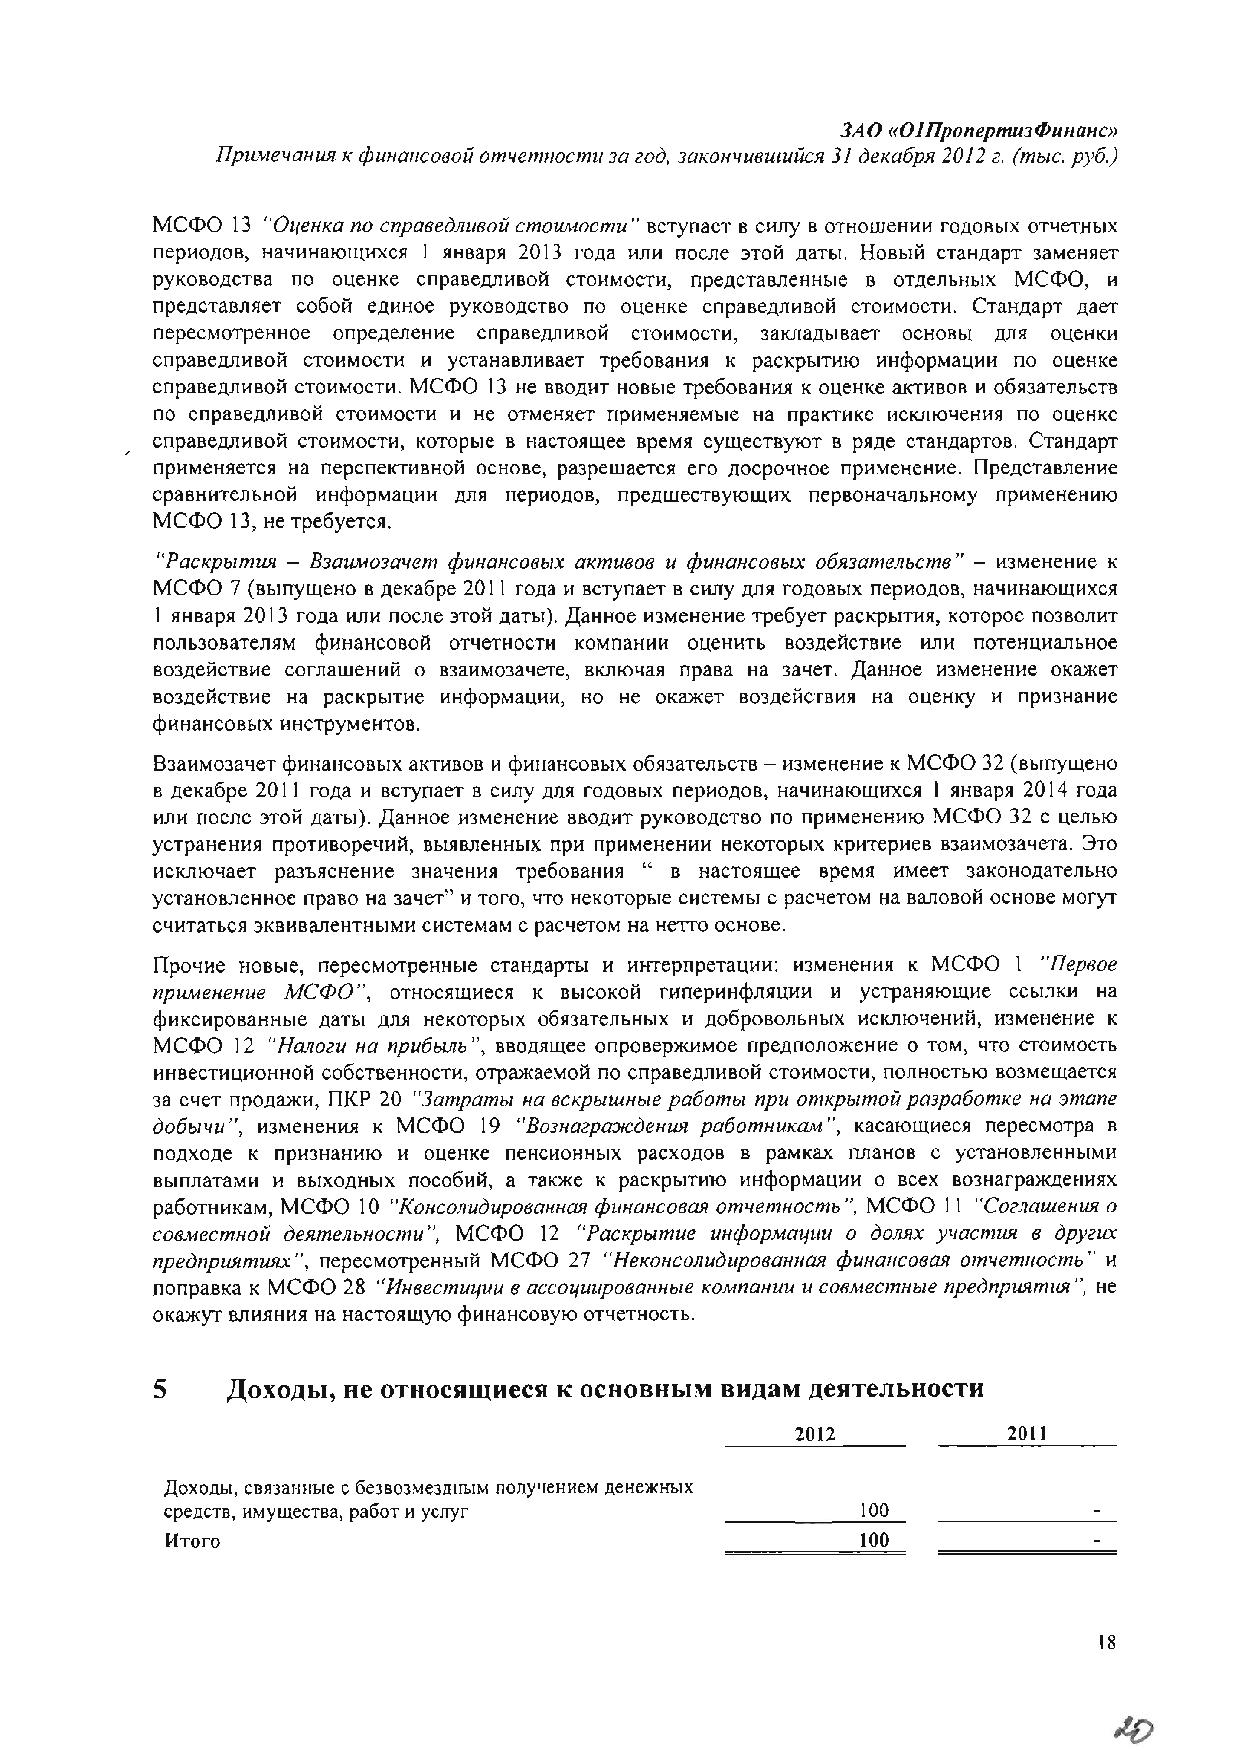 ЗАО «О1ПропертизФинанс»
Примечания к финансовой отчетности за год, закончившийся 31 декабря 2012 г. (тыс. руб.)
МСФО 13 "Оценка по справедливой стоимости" вступает в силу в отношении годовых отчетных
периодов, начинающихся 1 января 2013 года или после этой даты. Новый стандарт заменяет
руководства по оценке справедливой стоимости, представленные в отдельных МСФО, и
представляет собой единое руководство по оценке справедливой стоимости. Стандарт дает
пересмотренное определение справедливой стоимости, закладывает основы для оценки
справедливой стоимости и устанавливает требования к раскрытию информации по оценке
справедливой стоимости. МСФО 13 не вводит новые требования к оценке активов и обязательств
по справедливой стоимости и не отменяет применяемые на практике исключения по оценке
справедливой стоимости, которые в настоящее время существуют в ряде стандартов. Стандарт
применяется на перспективной основе, разрешается его досрочное применение. Представление
сравнительной информации для периодов, предшествующих первоначальному применению
МСФО 13, не требуется.
"Раскрытия – Взаимозачет финансовых активов и финансовых обязательств" – изменение к
МСФО 7 (выпущено в декабре 2011 года и вступает в силу для годовых периодов, начинающихся
1 января 2013 года или после этой даты). Данное изменение требует раскрытия, которое позволит
пользователям финансовой отчетности компании оценить воздействие или потенциальное
воздействие соглашений о взаимозачете, включая права на зачет. Данное изменение окажет
воздействие на раскрытие информации, но не окажет воздействия на оценку и признание
финансовых инструментов.
Взаимозачет финансовых активов и финансовых обязательств – изменение к МСФО 32 (выпущено
в декабре 2011 года и вступает в силу для годовых периодов, начинающихся 1 января 2014 года
или после этой даты). Данное изменение вводит руководство по применению МСФО 32 с целью
устранения противоречий, выявленных при применении некоторых критериев взаимозачета. Это
исключает разъяснение значения требования “ в настоящее время имеет законодательно
установленное право на зачет” и того, что некоторые системы с расчетом на валовой основе могут
считаться эквивалентными системам с расчетом на нетто основе.
Прочие новые, пересмотренные стандарты и интерпретации: изменения к МСФО 1 "Первое
применение МСФО", относящиеся к высокой гиперинфляции и устраняющие ссылки на
фиксированные даты для некоторых обязательных и добровольных исключений, изменение к
МСФО 12 "Налоги на прибыль", вводящее опровержимое предположение о том, что стоимость
инвестиционной собственности, отражаемой по справедливой стоимости, полностью возмещается
за счет продажи, ПКР 20 "Затраты на вскрышные работы при открытой разработке на этапе
добычи", изменения к МСФО 19 "Вознаграждения работникам", касающиеся пересмотра в
подходе к признанию и оценке пенсионных расходов в рамках планов с установленными
выплатами и выходных пособий, а также к раскрытию информации о всех вознаграждениях
работникам, МСФО 10 "Консолидированная финансовая отчетность", МСФО 11 "Соглашения о
совместной деятельности", МСФО 12 "Раскрытие информации о долях участия в других
предприятиях", пересмотренный МСФО 27 "Неконсолидированная финансовая отчетность" и
поправка к МСФО 28 "Инвестиции в ассоциированные компании и совместные предприятия", не
окажут влияния на настоящую финансовую отчетность.
5 Доходы, не относящиеся к основным видам деятельности
2012 2011
Доходы, связанные с безвозмездным получением денежных
средств, имущества, работ и услуг 100 -
Итого 100 -
18
20